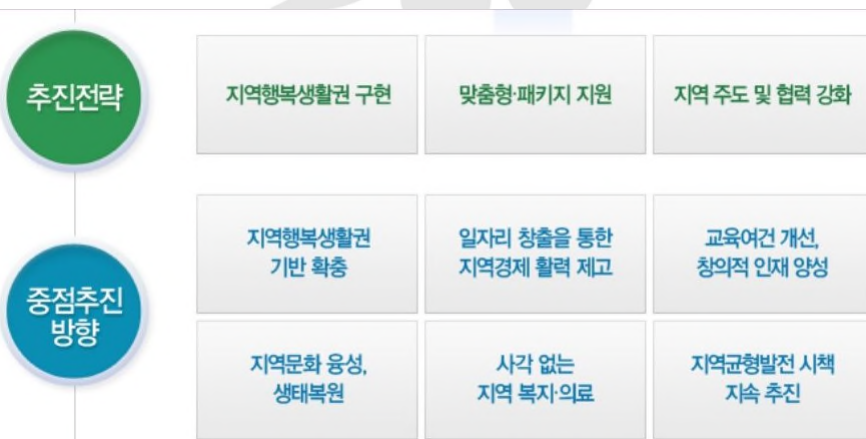 추진전략
지역행복생활권 구현
맞춤형·패키지 지원
지역 주도 및 협력 강화
중점추진
방향
지역행복생활권
기반 확충
일자리 창출을 통한
지역경제 활력 제고
교육여건 개선,
창의적 인재 양성
지역문화 융성,
생태복원
사각 없는
지역 복지·의료
지역균형발전 시책
지속 추진